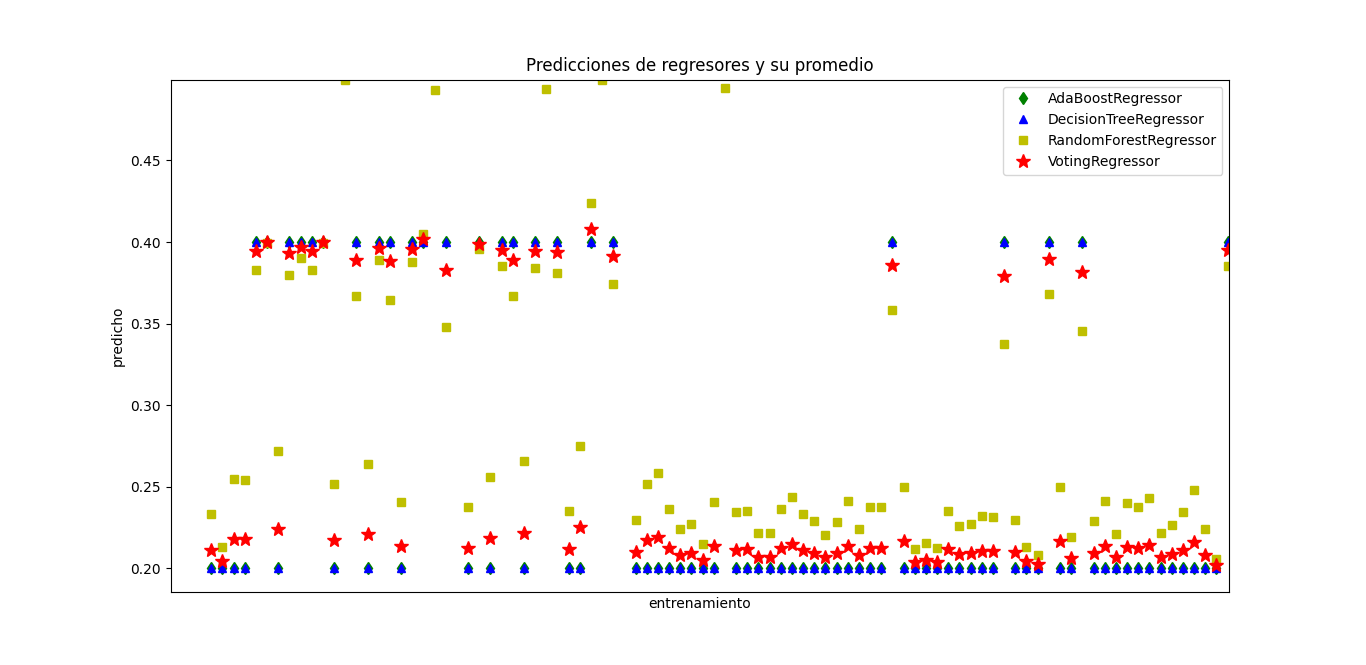 Predicciones de regresores y su promedio
AdaBoostRegressor
DecisionTreeRegressor
RandomForestRegressor
VotingRegressor
0.45
0.40
0.35
0.30
0.25
0.20
predicho
entrenamiento